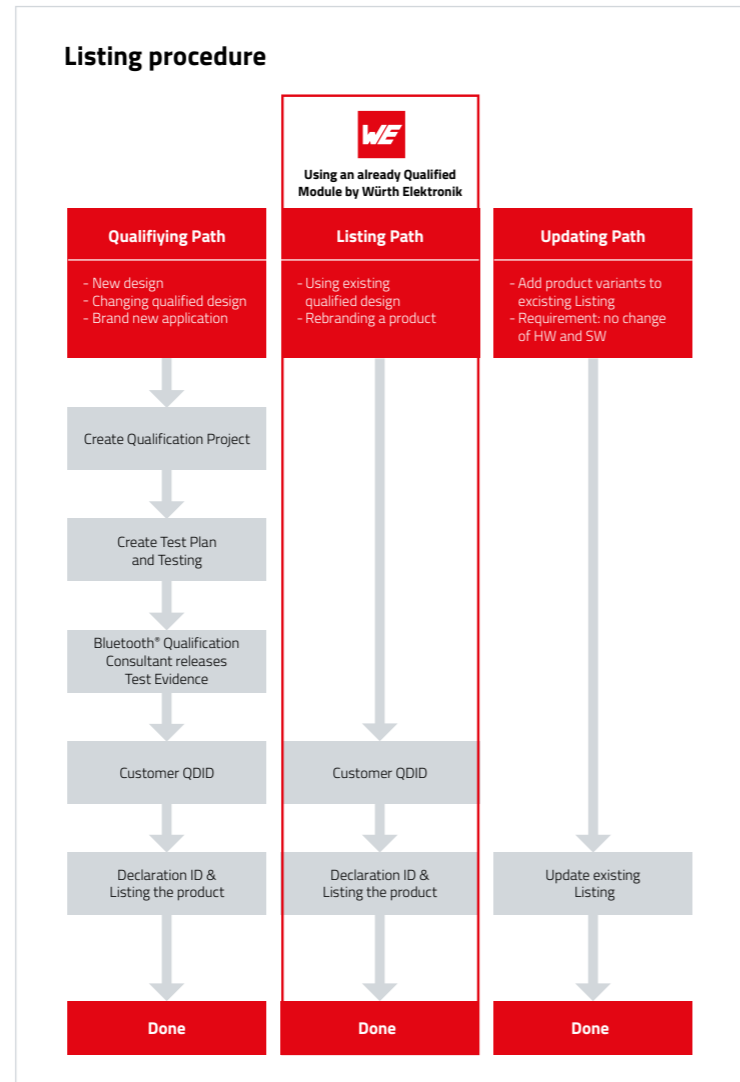 Listing procedure
WE
Using an already Qualified
Module by Würth Elektronik
Qualifiying Path
- New design
- Changing qualified design
- Brand new application
Create Qualification Project
Create Test Plan
and Testing
Bluetooth® Qualification
Consultant releases
Test Evidence
Customer QDID
Declaration ID &
Listing the product
Done
Listing Path
- Using existing
qualified design
- Rebranding a product
Customer QDID
Declaration ID &
Listing the product
Done
Updating Path
- Add product variants to
excisting Listing
- Requirement: no change
of HW and SW
Update existing
Listing
Done